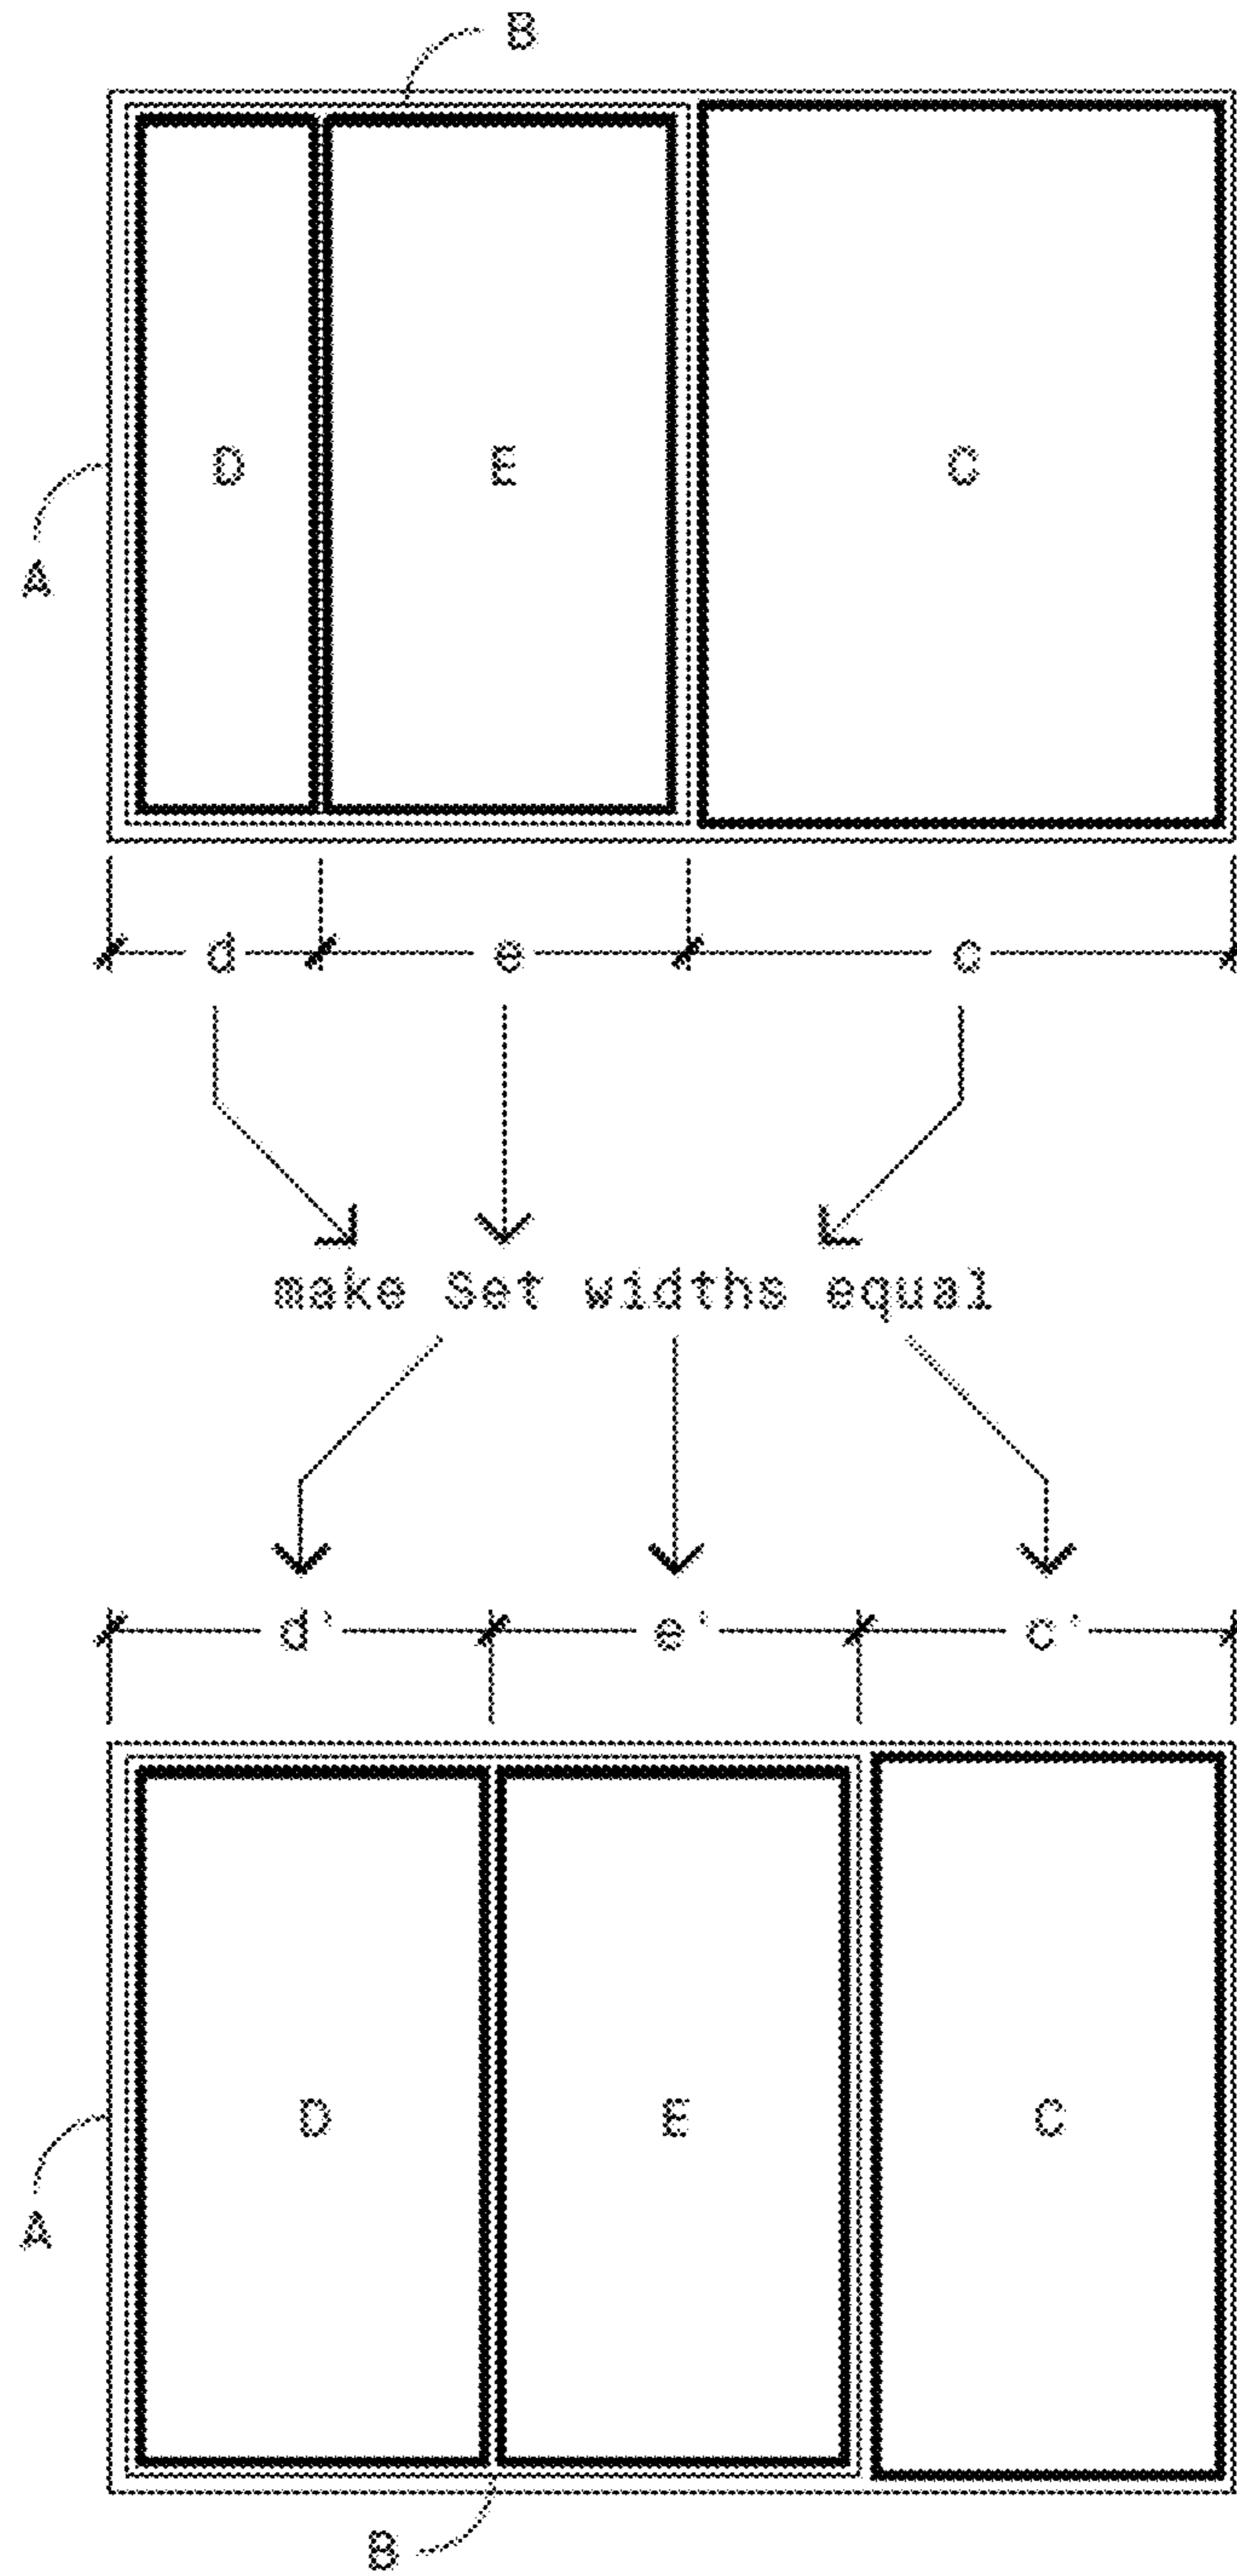 B
D E C
A
d e c
make Set widths equal
d' e' c'
D E C
A
B